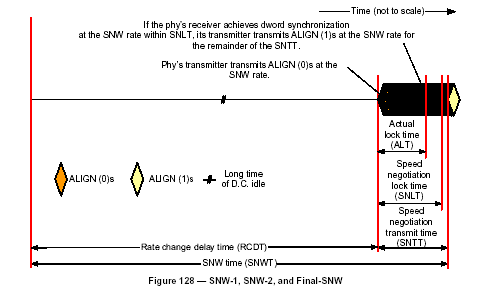 Time (not to scale)
If the phy's receiver achieves dword synchronization
at the SNW rate within SNLT, its transmitter transmits ALIGN (1)s at the SNW rate for
the remainder of the SNTT.
Phy's transmitter transmits ALIGN (0)s at the
SNW rate.
Actual
lock time
(ALT)
ALIGN (0)s
ALIGN (1)s
Long time
of D.C. idle
Speed
negotiation
lock time
(SNLT)
Speed
negotiation
transmit time
(SNTT)
Rate change delay time (RCDT)
SNW time (SNWT)
Figure 128 — SNW-1, SNW-2, and Final-SNW